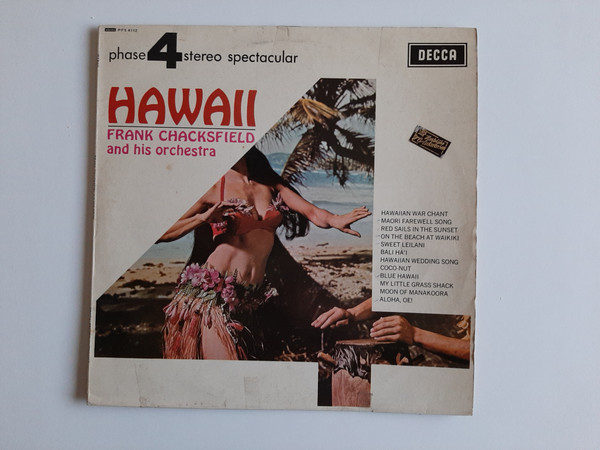 phase 4 stereo spectacular
DECCA
HAWAII
FRANK CHACKSFIELD
and his orchestra
HAWAIIAN WAR CHANT
MAORI FAREWELL SONG
RED SAILS IN THE SUNSET
ON THE BEACH AT WAIKIKI
SWEET LEILANI
BALI HA'I
HAWAIIAN WEDDING SONG
COCO NUT
BLUE HAWAII
MY LITTLE GRASS SHACK
MOON OF MANAKOORA
ALOHA, OE!